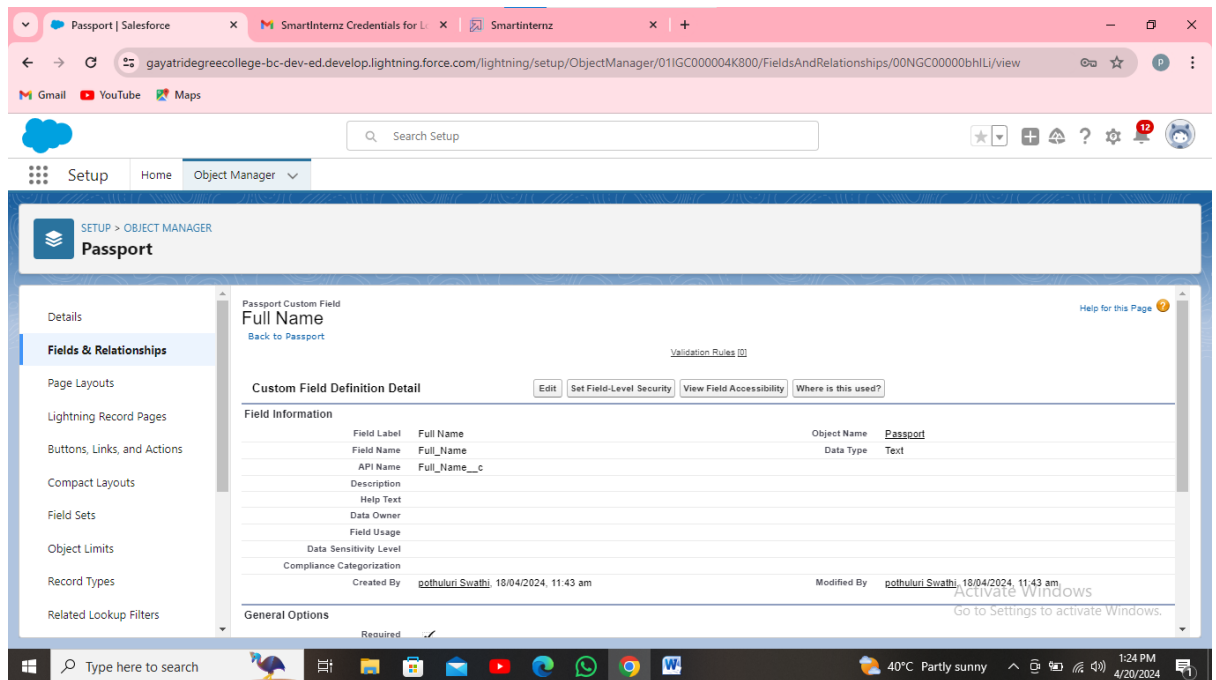 Passport | Salesforce
SmartInternz Credentials for Lo
Smartinternz
gayatridegreecollege-bc-dev-ed.develop.lightning.force.com/lightning/setup/ObjectManager/01IGC000004K800/FieldsAndRelationships/00NGC00000bhlLi/view
P
Gmail YouTube Maps
Search Setup
12
Setup Home Object Manager
SETUP > OBJECT MANAGER
Passport
Details
Fields & Relationships
Page Layouts
Lightning Record Pages
Buttons, Links, and Actions
Compact Layouts
Field Sets
Object Limits
Record Types
Related Lookup Filters
Passport Custom Field
Full Name
Back to Passport
Help for this Page
Validation Rules [0]
Custom Field Definition Detail Edit Set Field-Level Security View Field Accessibility Where is this used?
Field Information
Field Label Full Name Object Name Passport
Field Name Full_Name Data Type Text
API Name Full_Name__c
Description
Help Text
Data Owner
Field Usage
Data Sensitivity Level
Compliance Categorization
Created By pothuluri Swathi, 18/04/2024, 11:43 am Modified By pothuluri Swathi, 18/04/2024, 11:43 am
General Options
Required
Activate Windows
Go to Settings to activate Windows.
Type here to search
40°C Partly sunny
1:24 PM
4/20/2024
1